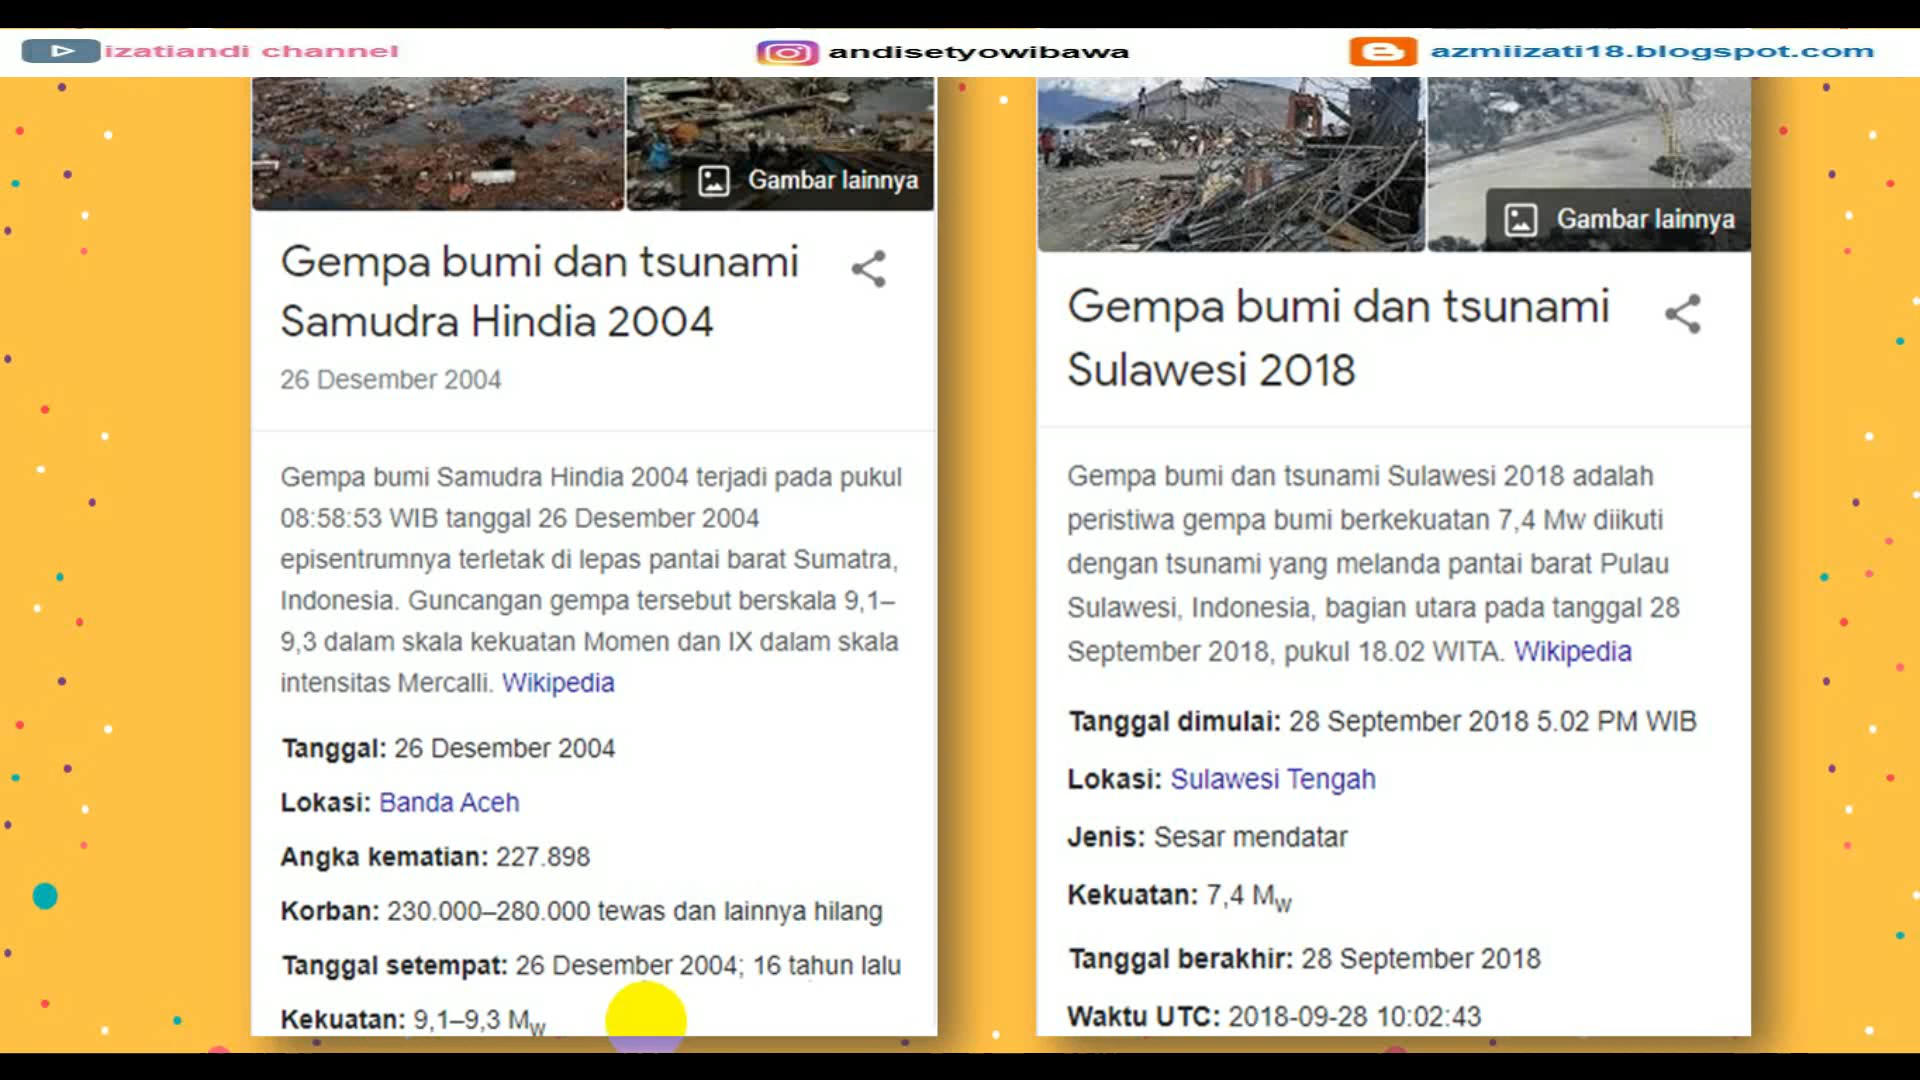 izatiandi channel
andisetyowibawa
azmiizati18.blogspot.com
Gambar lainnya
Gempa bumi dan tsunami
Samudra Hindia 2004
26 Desember 2004
Gempa bumi Samudra Hindia 2004 terjadi pada pukul
08:58:53 WIB tanggal 26 Desember 2004
episentrumnya terletak di lepas pantai barat Sumatra,
Indonesia. Guncangan gempa tersebut berskala 9,1–
9,3 dalam skala kekuatan Momen dan IX dalam skala
intensitas Mercalli. Wikipedia
Tanggal: 26 Desember 2004
Lokasi: Banda Aceh
Angka kematian: 227.898
Korban: 230.000–280.000 tewas dan lainnya hilang
Tanggal setempat: 26 Desember 2004; 16 tahun lalu
Kekuatan: 9,1–9,3 Mw
Gambar lainnya
Gempa bumi dan tsunami
Sulawesi 2018
Gempa bumi dan tsunami Sulawesi 2018 adalah
peristiwa gempa bumi berkekuatan 7,4 Mw diikuti
dengan tsunami yang melanda pantai barat Pulau
Sulawesi, Indonesia, bagian utara pada tanggal 28
September 2018, pukul 18.02 WITA. Wikipedia
Tanggal dimulai: 28 September 2018 5.02 PM WIB
Lokasi: Sulawesi Tengah
Jenis: Sesar mendatar
Kekuatan: 7,4 Mw
Tanggal berakhir: 28 September 2018
Waktu UTC: 2018-09-28 10:02:43